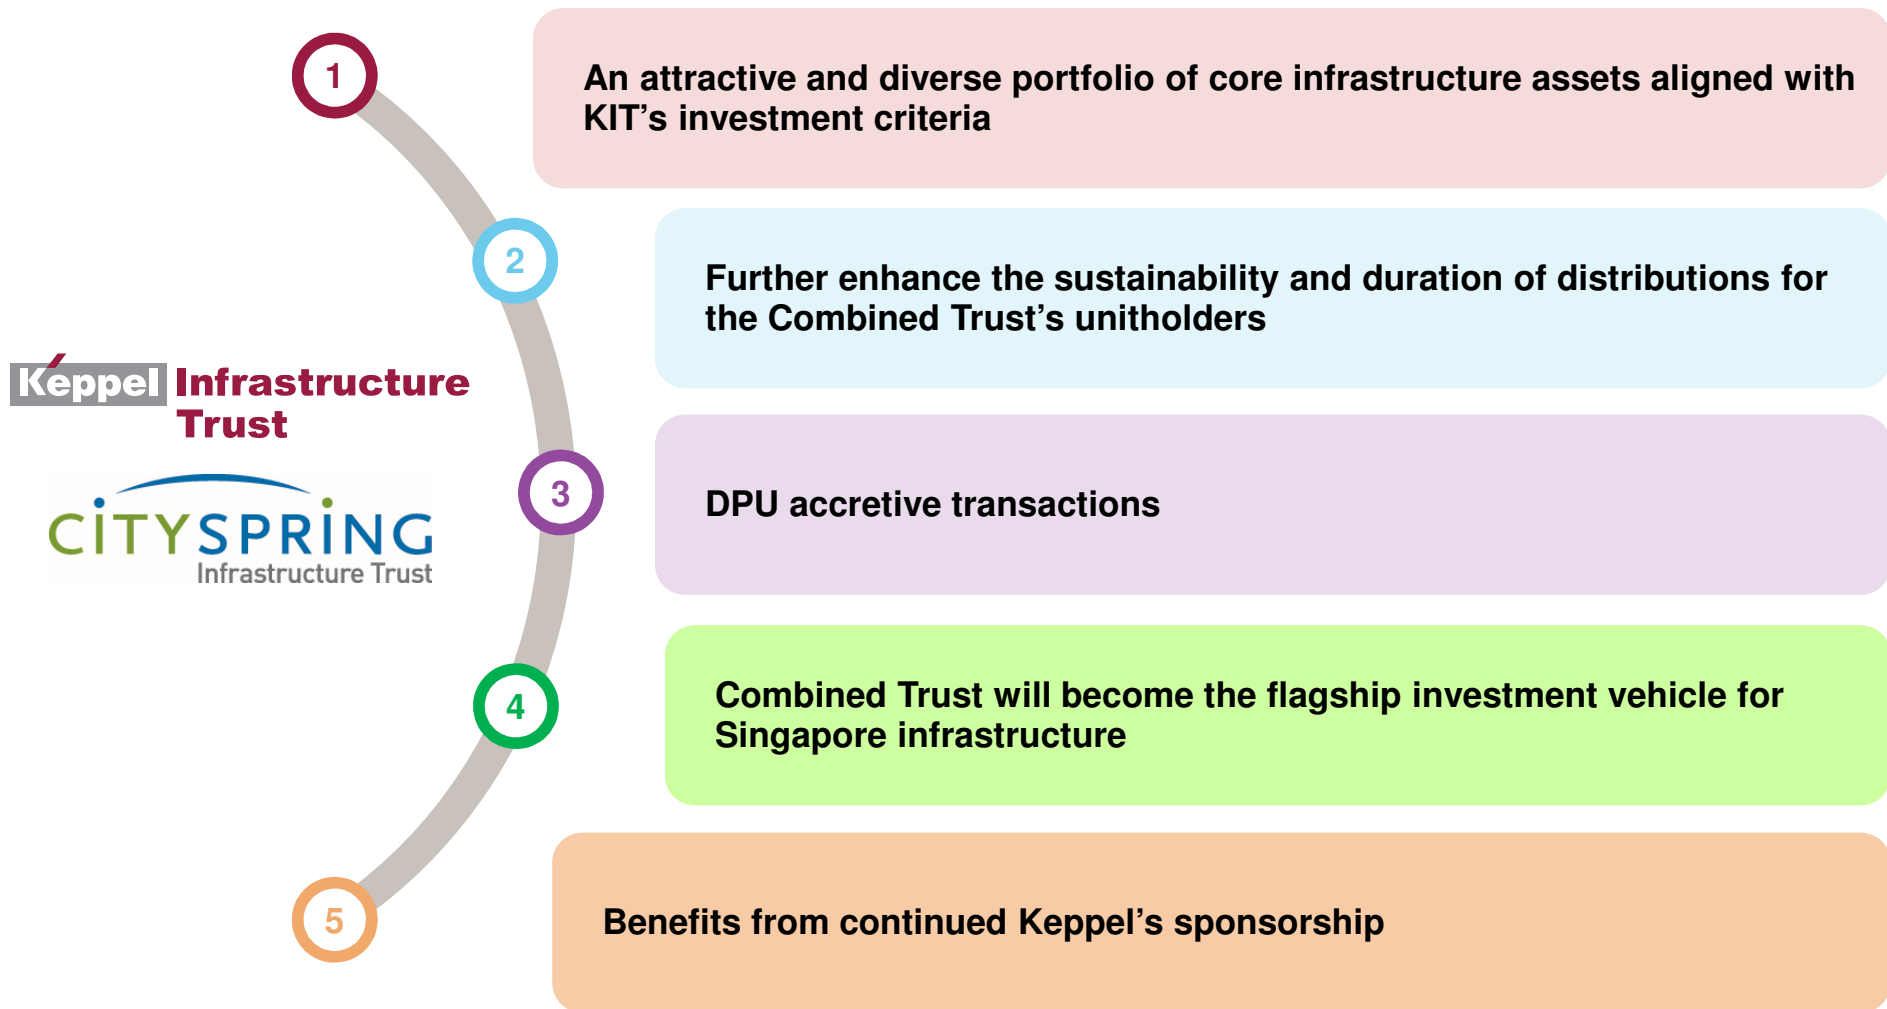 1
An attractive and diverse portfolio of core infrastructure assets aligned with
KIT’s investment criteria
2
Further enhance the sustainability and duration of distributions for
the Combined Trust’s unitholders
Keppel Infrastructure
Trust
CiTYSPRiNG
Infrastructure Trust
3
DPU accretive transactions
4
Combined Trust will become the flagship investment vehicle for
Singapore infrastructure
5
Benefits from continued Keppel’s sponsorship